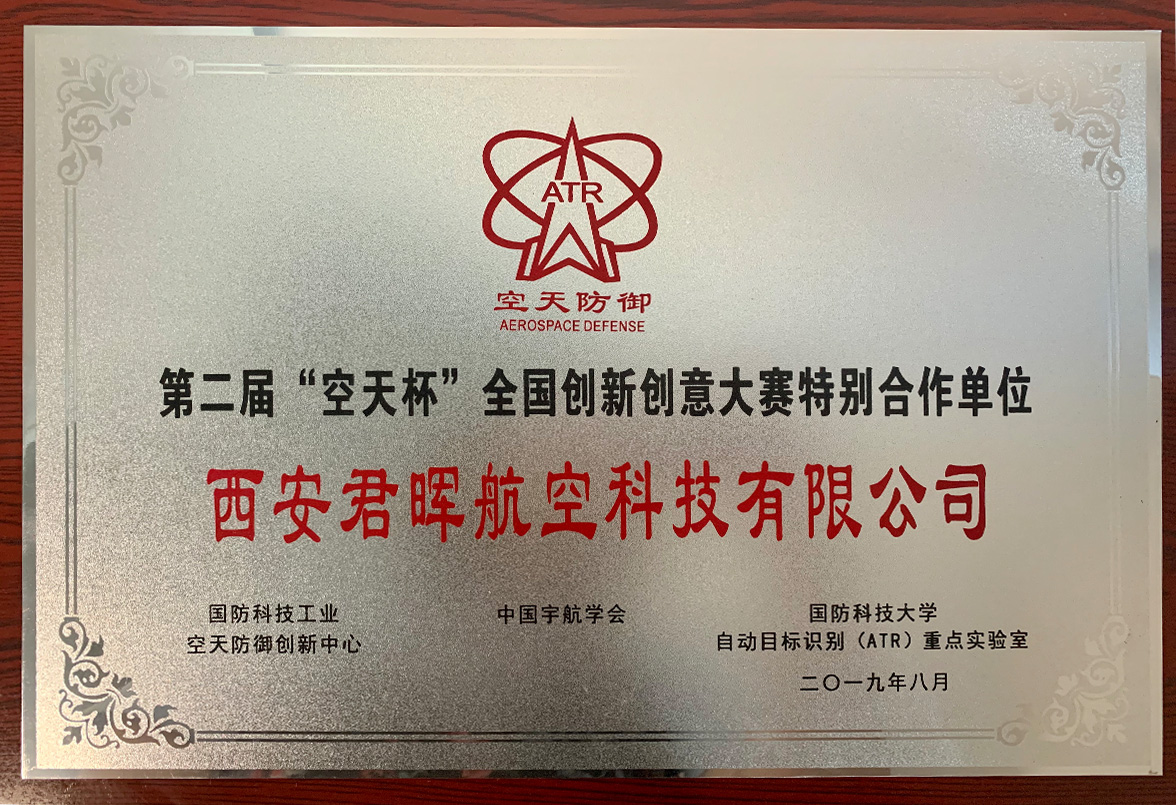 ATR
空天防御
AEROSPACE DEFENSE
第二届“空天杯”全国创新创意大赛特别合作单位
西安君晖航空科技有限公司
国防科技工业
空天防御创新中心
中国宇航学会
国防科技大学
自动目标识别（ATR）重点实验室
二〇一九年八月